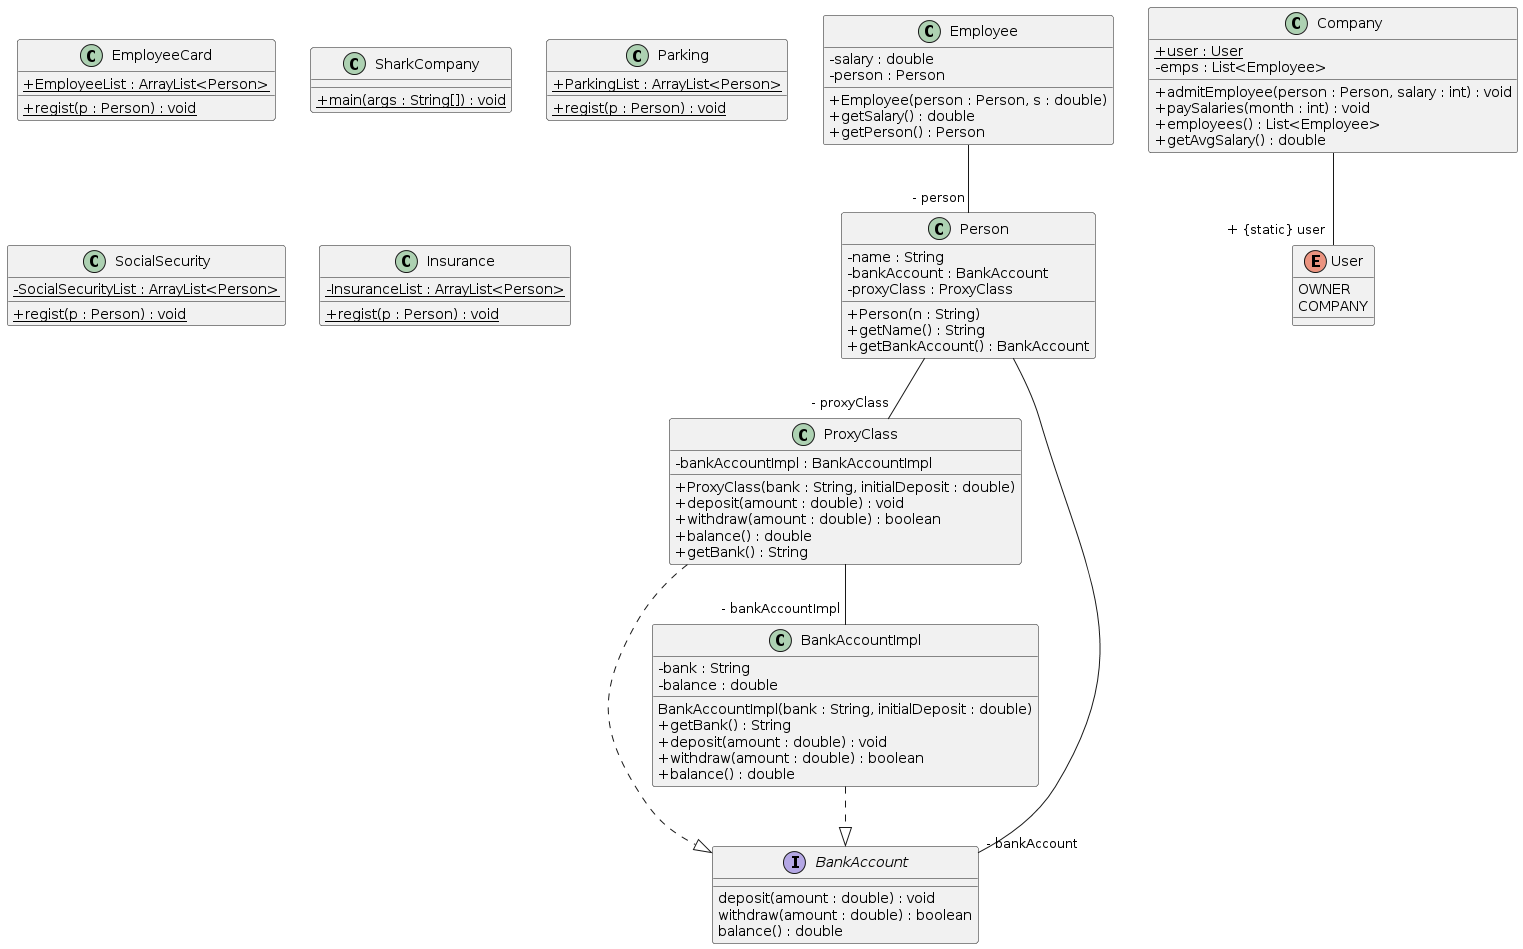 C EmployeeCard
+EmployeeList : ArrayList<Person>
+regist(p : Person) : void
C SharkCompany
+main(args : String[]) : void
C Parking
+ParkingList : ArrayList<Person>
+regist(p : Person) : void
C Employee
-salary : double
-person : Person
+Employee(person : Person, s : double)
+getSalary() : double
+getPerson() : Person
C Company
+user : User
-emps : List<Employee>
+admitEmployee(person : Person, salary : int) : void
+paySalaries(month : int) : void
+employees() : List<Employee>
+getAvgSalary() : double
- person
+ {static} user
C SocialSecurity
-SocialSecurityList : ArrayList<Person>
+regist(p : Person) : void
C Insurance
-InsuranceList : ArrayList<Person>
+regist(p : Person) : void
C Person
-name : String
-bankAccount : BankAccount
-proxyClass : ProxyClass
+Person(n : String)
+getName() : String
+getBankAccount() : BankAccount
E User
OWNER
COMPANY
- proxyClass
C ProxyClass
-bankAccountImpl : BankAccountImpl
+ProxyClass(bank : String, initialDeposit : double)
+deposit(amount : double) : void
+withdraw(amount : double) : boolean
+balance() : double
+getBank() : String
- bankAccountImpl
C BankAccountImpl
-bank : String
-balance : double
BankAccountImpl(bank : String, initialDeposit : double)
+getBank() : String
+deposit(amount : double) : void
+withdraw(amount : double) : boolean
+balance() : double
- bankAccount
I BankAccount
deposit(amount : double) : void
withdraw(amount : double) : boolean
balance() : double